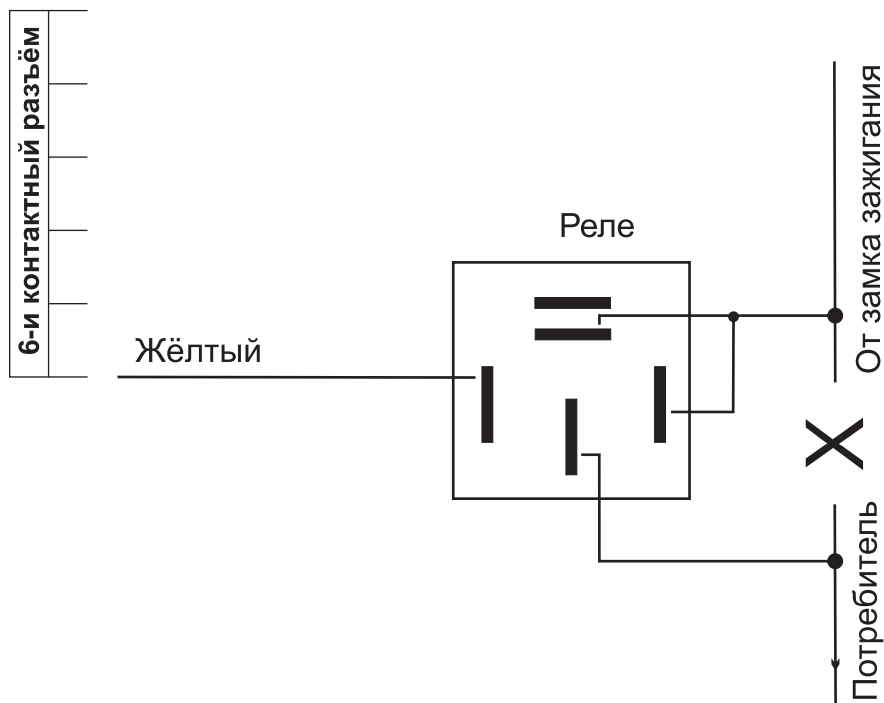 6-и контактный разъём
Жёлтый
Реле
От замка зажигания
X
Потребитель